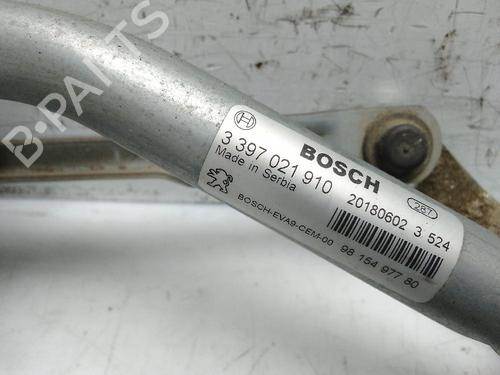 B-PARTS
BOSCH
28T
3 397 021 910
Made in Serbia
20180602 3 524
BOSCH-EVA9-CEM-00
98 154 977 80